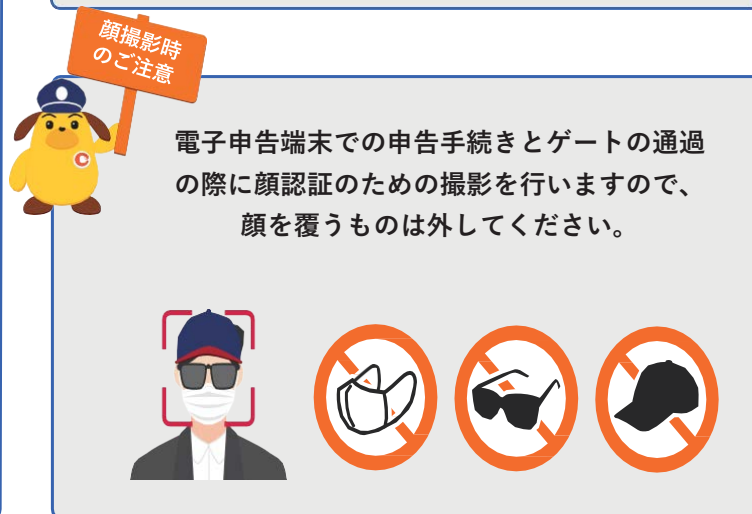 顔撮影時
のご注意
電子申告端末での申告手続きとゲートの通過
の際に顔認証のための撮影を行いますので、
顔を覆うものは外してください。